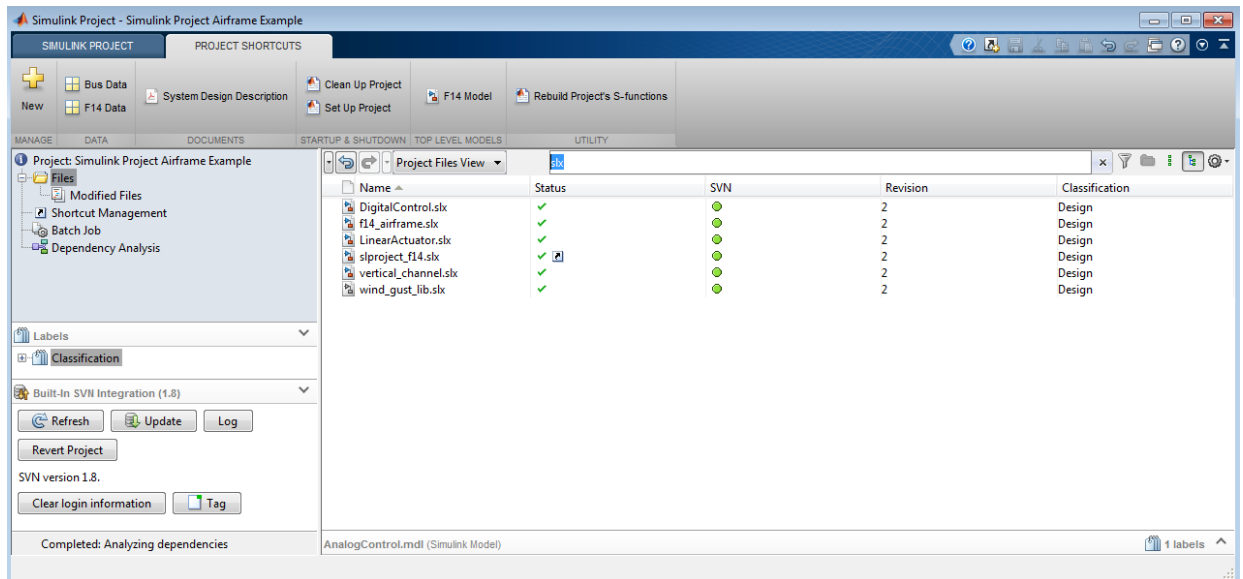 Simulink Project - Simulink Project Airframe Example
SIMULINK PROJECT PROJECT SHORTCUTS
New
Bus Data
F14 Data
System Design Description
Clean Up Project
Set Up Project
F14 Model
Rebuild Project's S-functions
MANAGE DATA DOCUMENTS STARTUP & SHUTDOWN TOP LEVEL MODELS UTILITY
Project: Simulink Project Airframe Example
Files
Modified Files
Shortcut Management
Batch Job
Dependency Analysis
Labels
Classification
Built-In SVN Integration (1.8)
Refresh Update Log
Revert Project
SVN version 1.8.
Clear login information Tag
Completed: Analyzing dependencies
Project Files View slx
Name Status SVN Revision Classification
DigitalControl.slx 2 Design
f14_airframe.slx 2 Design
LinearActuator.slx 2 Design
slproject_f14.slx 2 Design
vertical_channel.slx 2 Design
wind_gust_lib.slx 2 Design
AnalogControl.mdl (Simulink Model) 1 labels